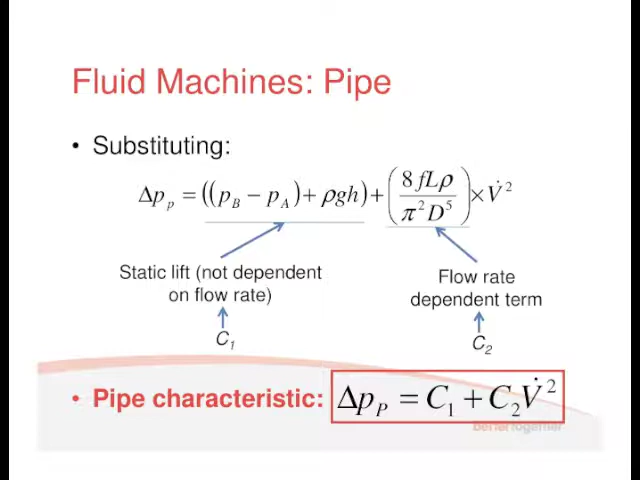 Fluid Machines: Pipe
• Substituting:
Δp_p = ((p_B − p_A) + ρgh) + (8fLρ / π²D⁵) × V̇²
Static lift (not dependent on flow rate)
Flow rate dependent term
C₁
C₂
• Pipe characteristic: Δp_P = C₁ + C₂V̇²
together